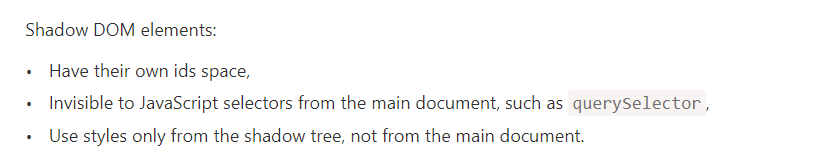 Shadow DOM elements:
• Have their own ids space,
• Invisible to JavaScript selectors from the main document, such as querySelector,
• Use styles only from the shadow tree, not from the main document.